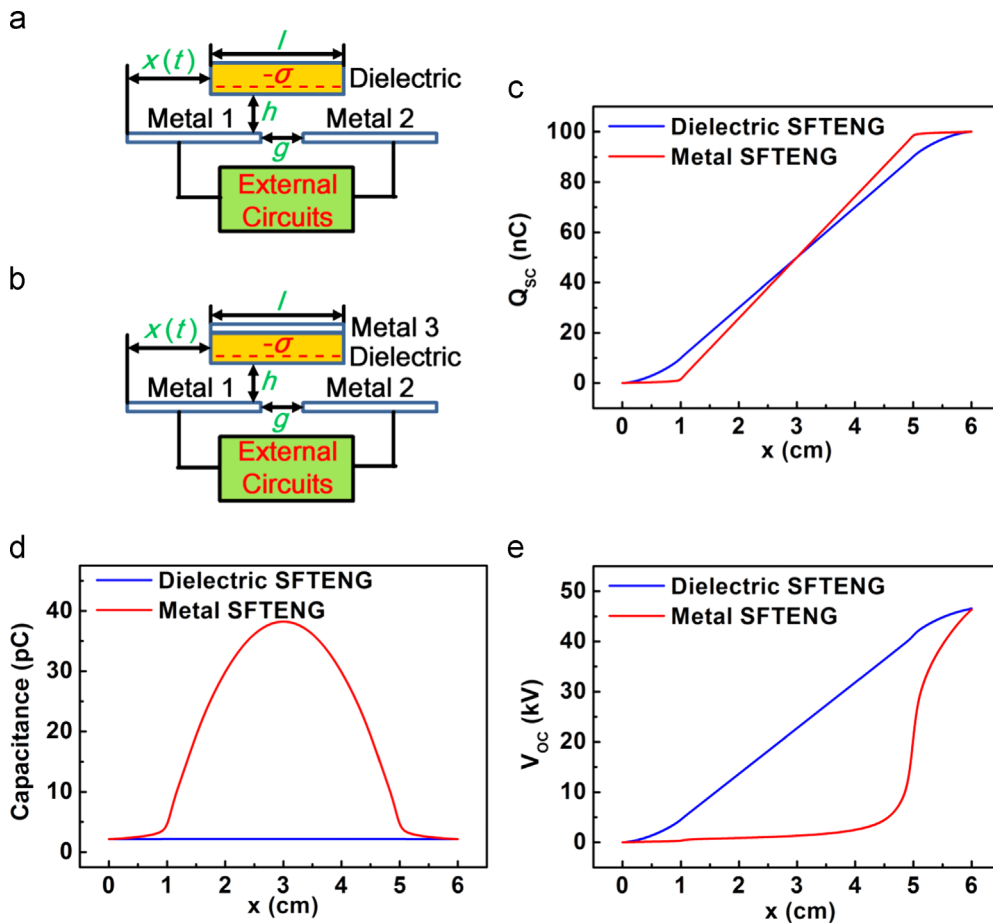 a
l
x(t)
-σ
Dielectric
h
Metal 1
Metal 2
g
External
Circuits
b
l
Metal 3
x(t)
-σ
Dielectric
h
Metal 1
Metal 2
g
External
Circuits
c
Dielectric SFTENG
Metal SFTENG
100
80
60
40
20
0
Qsc (nC)
0 1 2 3 4 5 6
x (cm)
d
Dielectric SFTENG
Metal SFTENG
40
30
20
10
0
Capacitance (pC)
0 1 2 3 4 5 6
x (cm)
e
Dielectric SFTENG
Metal SFTENG
50
40
30
20
10
0
Voc (kV)
0 1 2 3 4 5 6
x (cm)